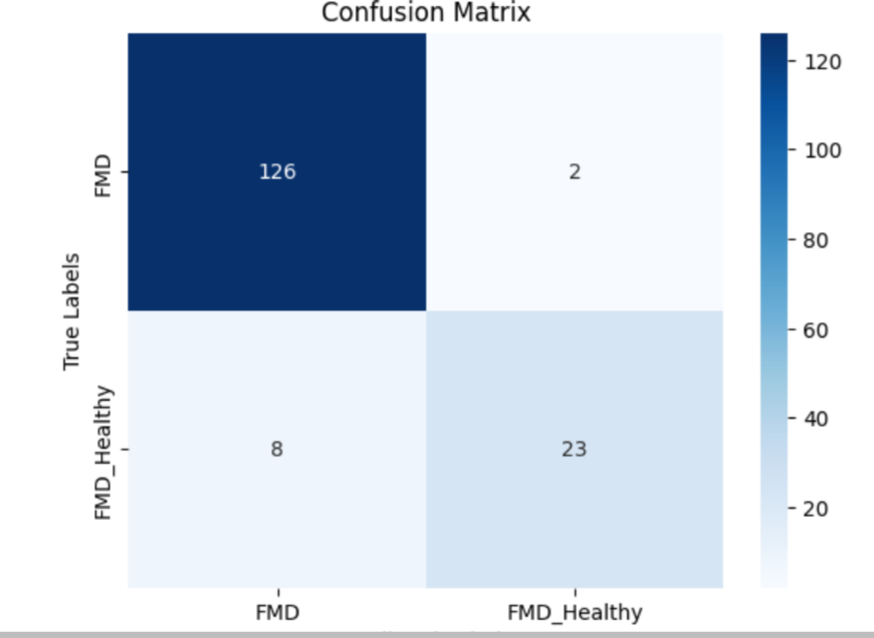 Confusion Matrix
FMD
126
2
120
100
80
60
40
20
True Labels
FMD_Healthy
8
23
FMD
FMD_Healthy